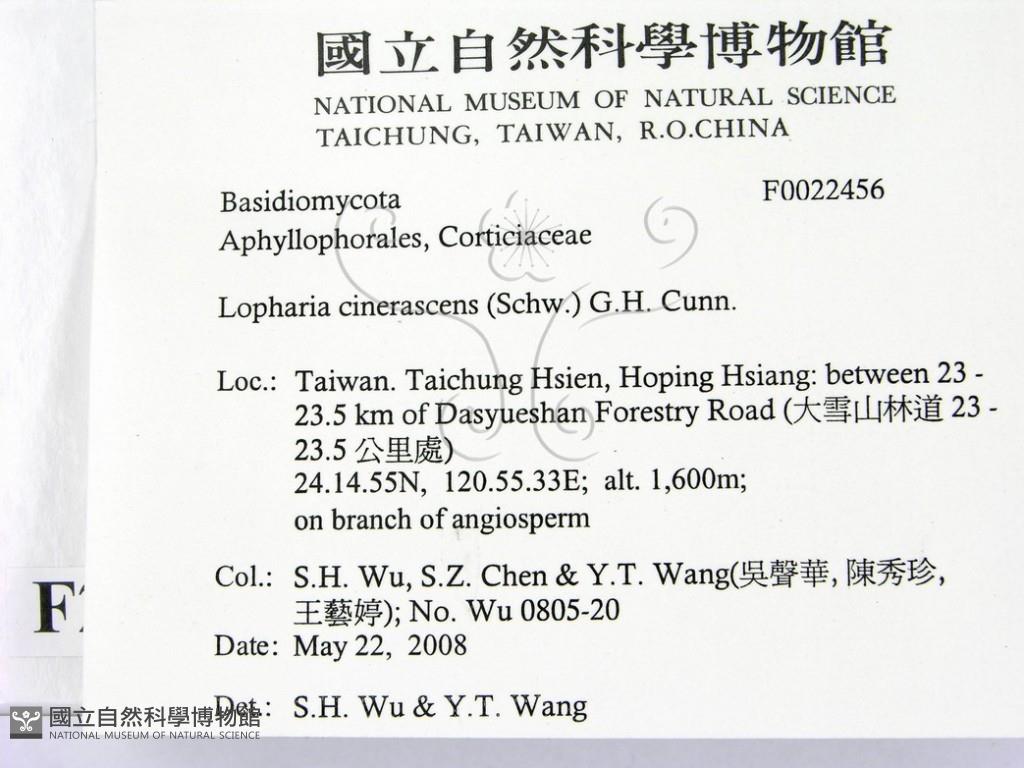 國立自然科學博物館
NATIONAL MUSEUM OF NATURAL SCIENCE
TAICHUNG, TAIWAN, R.O.CHINA
Basidiomycota F0022456
Aphyllophorales, Corticiaceae
Lopharia cinerascens (Schw.) G.H. Cunn.
Loc.: Taiwan. Taichung Hsien, Hoping Hsiang: between 23 -
23.5 km of Dasyueshan Forestry Road (大雪山林道 23 -
23.5 公里處)
24.14.55N, 120.55.33E; alt. 1,600m;
on branch of angiosperm
Col.: S.H. Wu, S.Z. Chen & Y.T. Wang(吳聲華, 陳秀珍,
王藝婷); No. Wu 0805-20
Date: May 22, 2008
Det.: S.H. Wu & Y.T. Wang
F
國立自然科學博物館
NATIONAL MUSEUM OF NATURAL SCIENCE